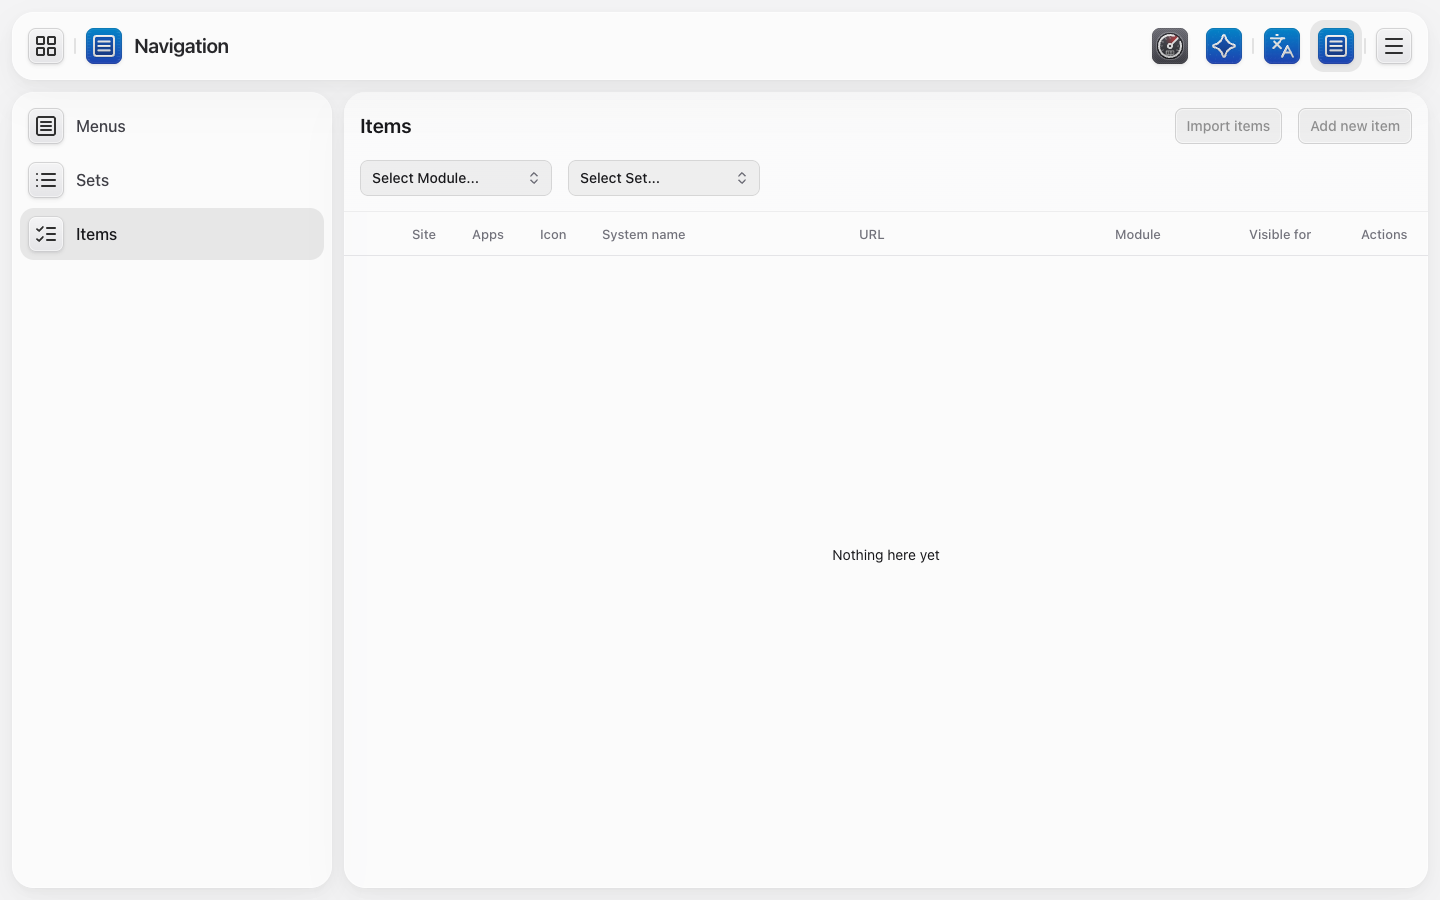 Navigation
Menus
Sets
Items
Items
Import items
Add new item
Select Module...
Select Set...
Site
Apps
Icon
System name
URL
Module
Visible for
Actions
Nothing here yet